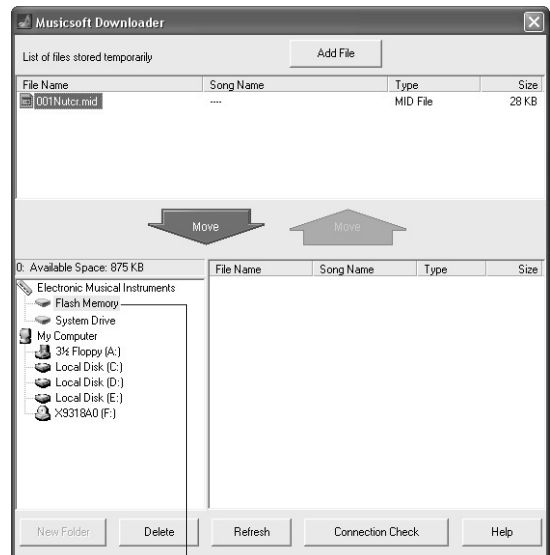 Musicsoft Downloader
List of files stored temporarily
Add File
File Name Song Name Type Size
001Nutcr.mid ---- MID File 28 KB
Move Move
0: Available Space: 875 KB
File Name Song Name Type Size
Electronic Musical Instruments
Flash Memory
System Drive
My Computer
3½ Floppy (A:)
Local Disk (C:)
Local Disk (D:)
Local Disk (E:)
X9318A0 (F:)
New Folder Delete Refresh Connection Check Help